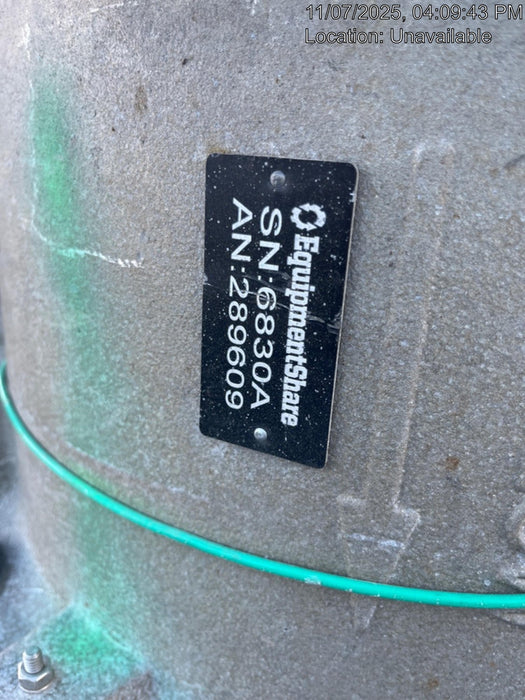 11/07/2025, 04:09:43 PM
Location: Unavailable
EquipmentShare
SN:6830A
AN:289609